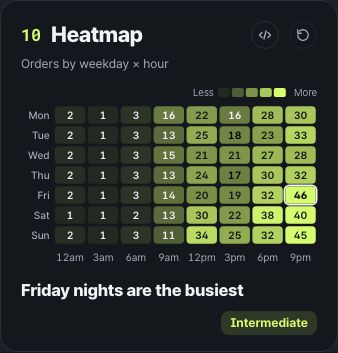 10 Heatmap
Orders by weekday × hour
Less More
Mon 2 1 3 16 22 16 28 30
Tue 2 1 3 13 25 18 23 33
Wed 2 1 3 15 21 21 27 28
Thu 2 1 3 13 24 17 30 32
Fri 2 1 3 14 20 19 32 46
Sat 1 1 2 13 30 22 38 40
Sun 2 1 3 11 34 25 32 45
12am 3am 6am 9am 12pm 3pm 6pm 9pm
Friday nights are the busiest
Intermediate